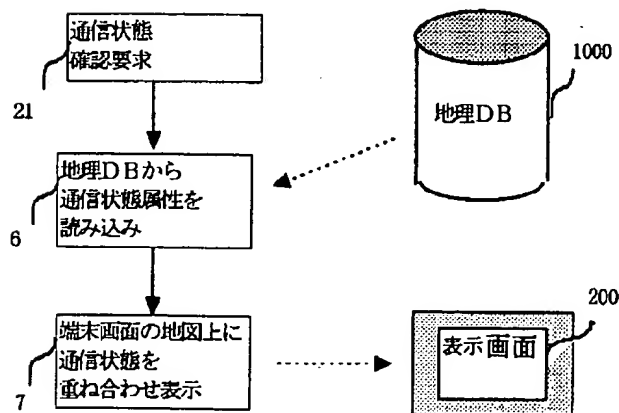 通信状態
確認要求
21
1000
地理DB
地理DBから
通信状態属性を
読み込み
6
200
端末画面の地図上に
通信状態を
重ね合わせ表示
7
表示画面